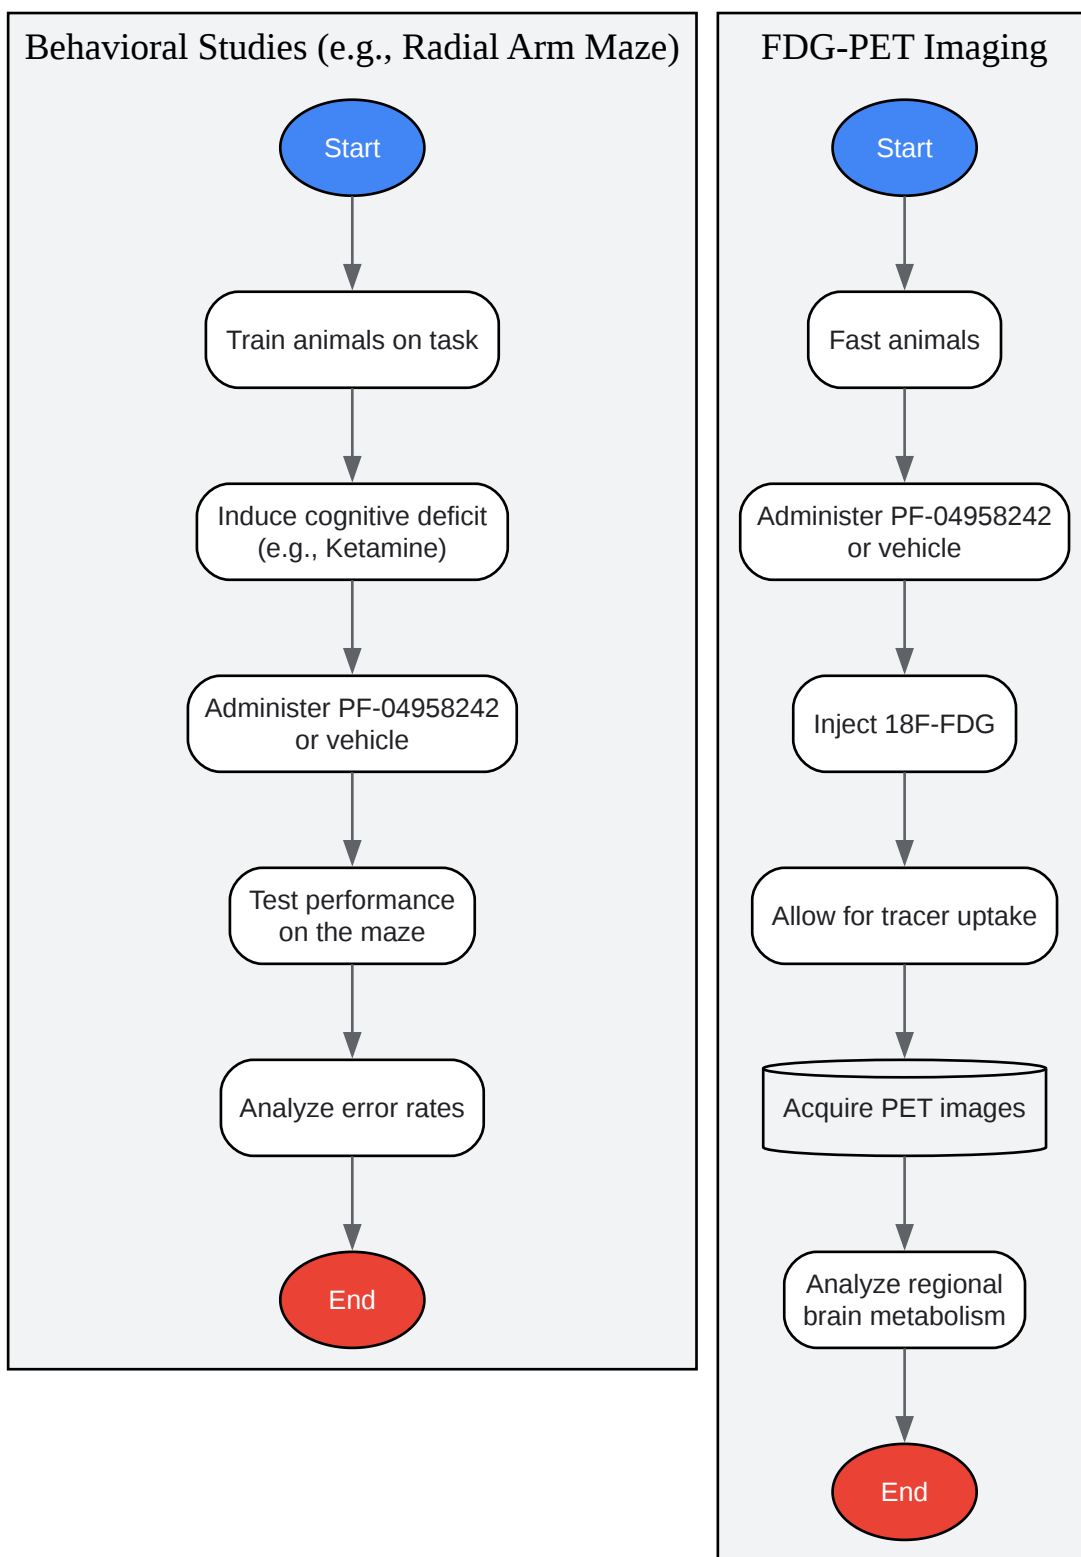 Behavioral Studies (e.g., Radial Arm Maze)
Start
Train animals on task
Induce cognitive deficit
(e.g., Ketamine)
Administer PF-04958242
or vehicle
Test performance
on the maze
Analyze error rates
End
FDG-PET Imaging
Start
Fast animals
Administer PF-04958242
or vehicle
Inject 18F-FDG
Allow for tracer uptake
Acquire PET images
Analyze regional
brain metabolism
End